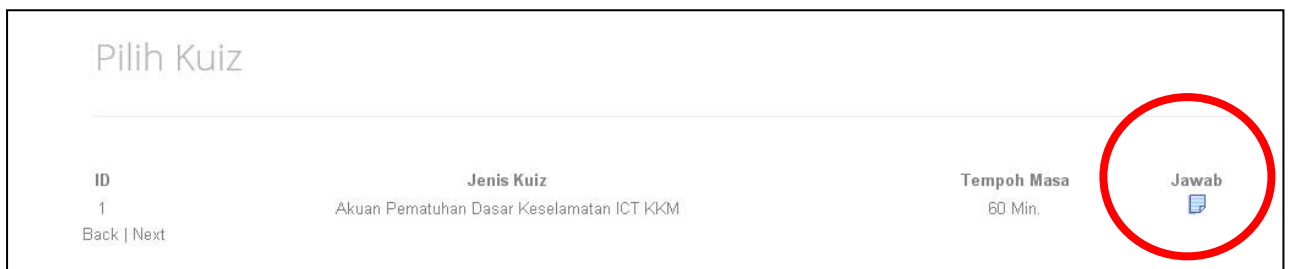 Pilih Kuiz
ID Jenis Kuiz Tempoh Masa Jawab
1 Akuan Pematuhan Dasar Keselamatan ICT KKM 60 Min.
Back | Next